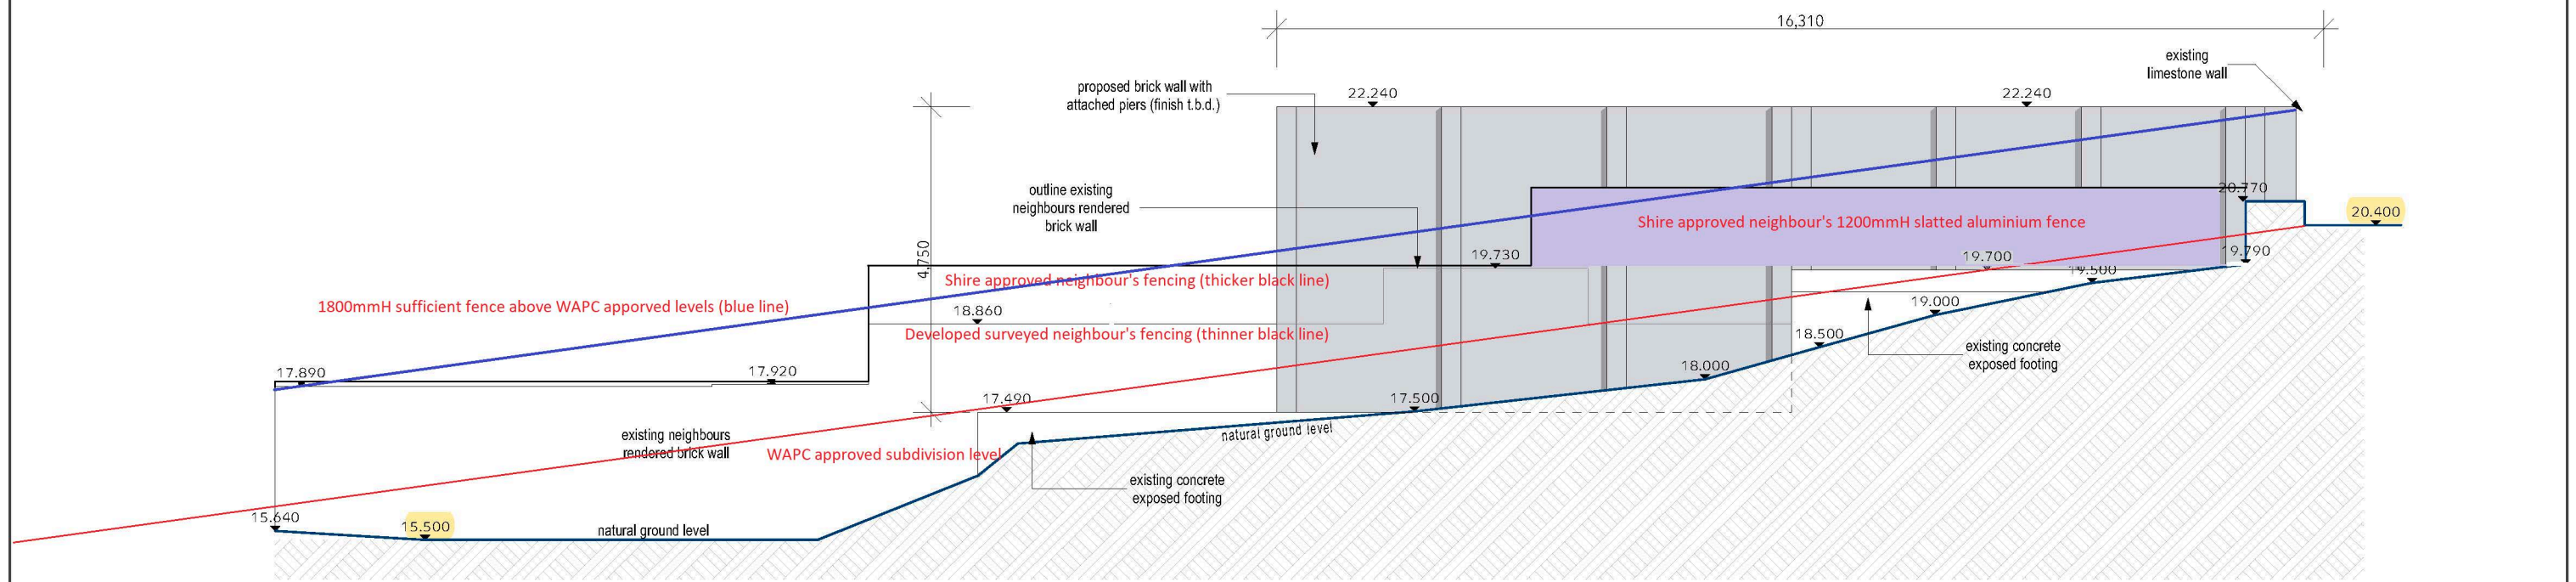 16,310
existing
limestone wall
proposed brick wall with
attached piers (finish t.b.d.)
22.240
22.240
outline existing
neighbours rendered
brick wall
20.770
20.400
Shire approved neighbour's 1200mmH slatted aluminium fence
4,750
19.730
19.700
19.790
19.500
Shire approved neighbour's fencing (thicker black line)
1800mmH sufficient fence above WAPC apporved levels (blue line)
18.860
19.000
Developed surveyed neighbour's fencing (thinner black line)
18.500
existing concrete
exposed footing
17.890
17.920
18.000
17.490
17.500
natural ground level
existing neighbours
rendered brick wall
WAPC approved subdivision level
existing concrete
exposed footing
15.640
15.500
natural ground level